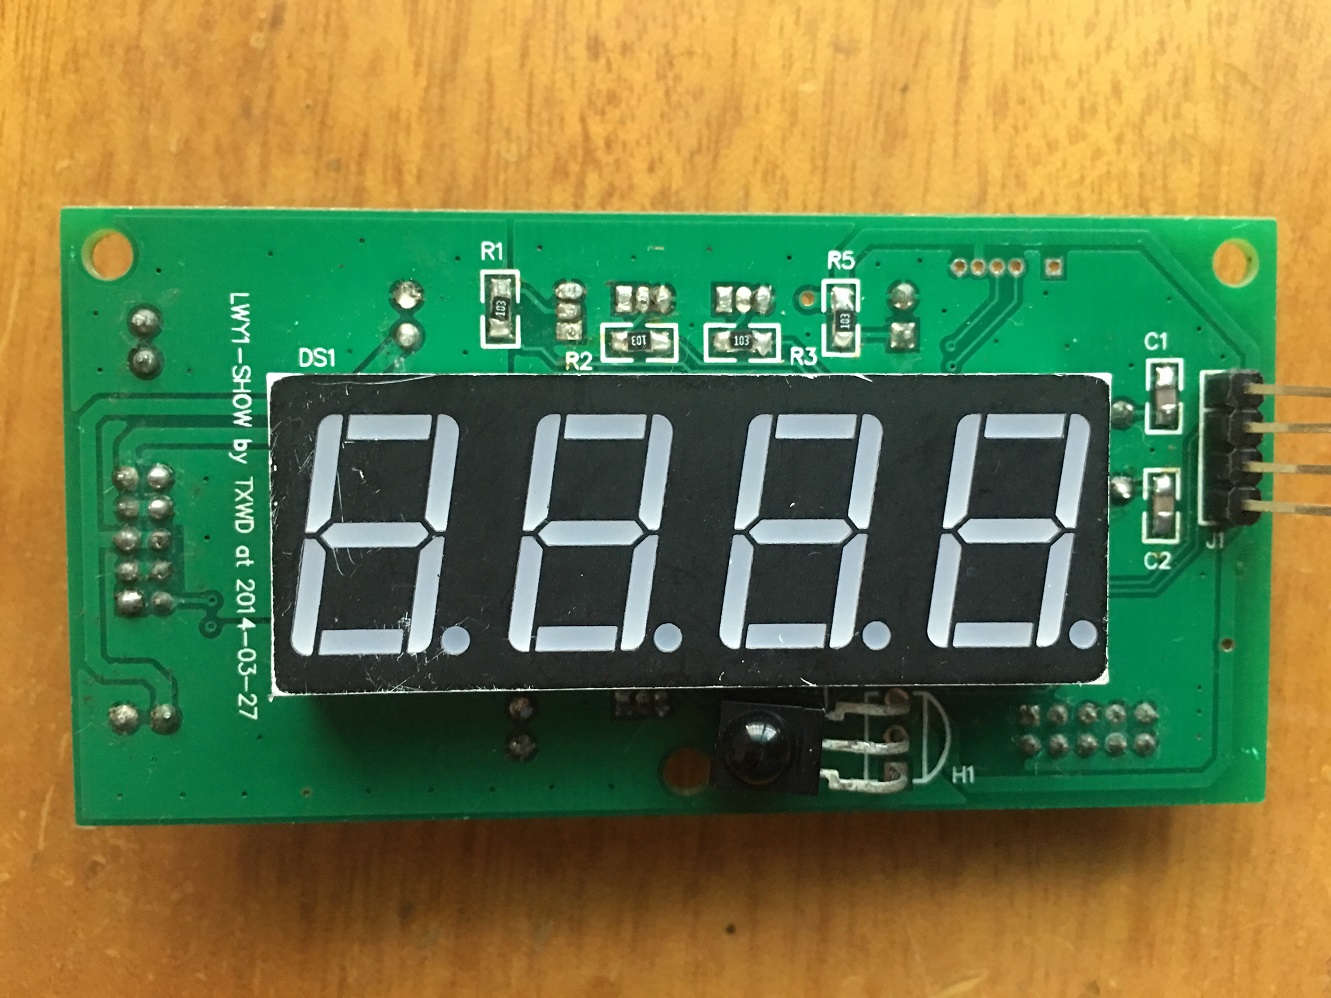 R1
R5
103
103
103
103
R2
R3
DS1
C1
LWY1-SHOW by TXWD at 2014-03-27
J1
C2
H1